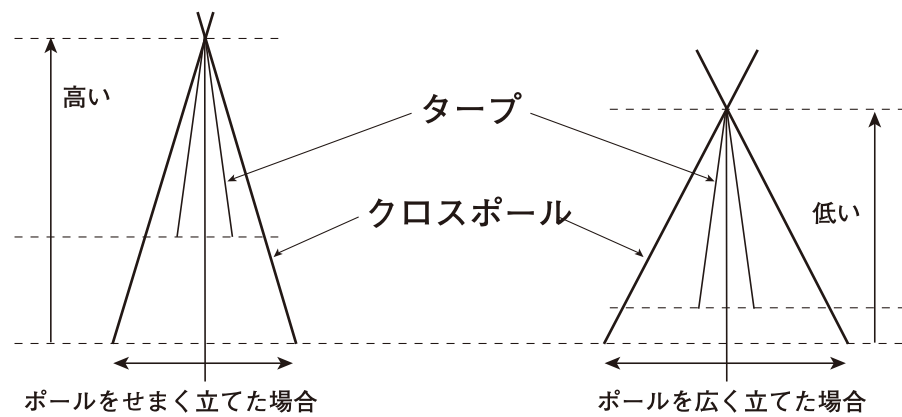 高い
タープ
クロスポール
低い
ポールをせまく立てた場合
ポールを広く立てた場合